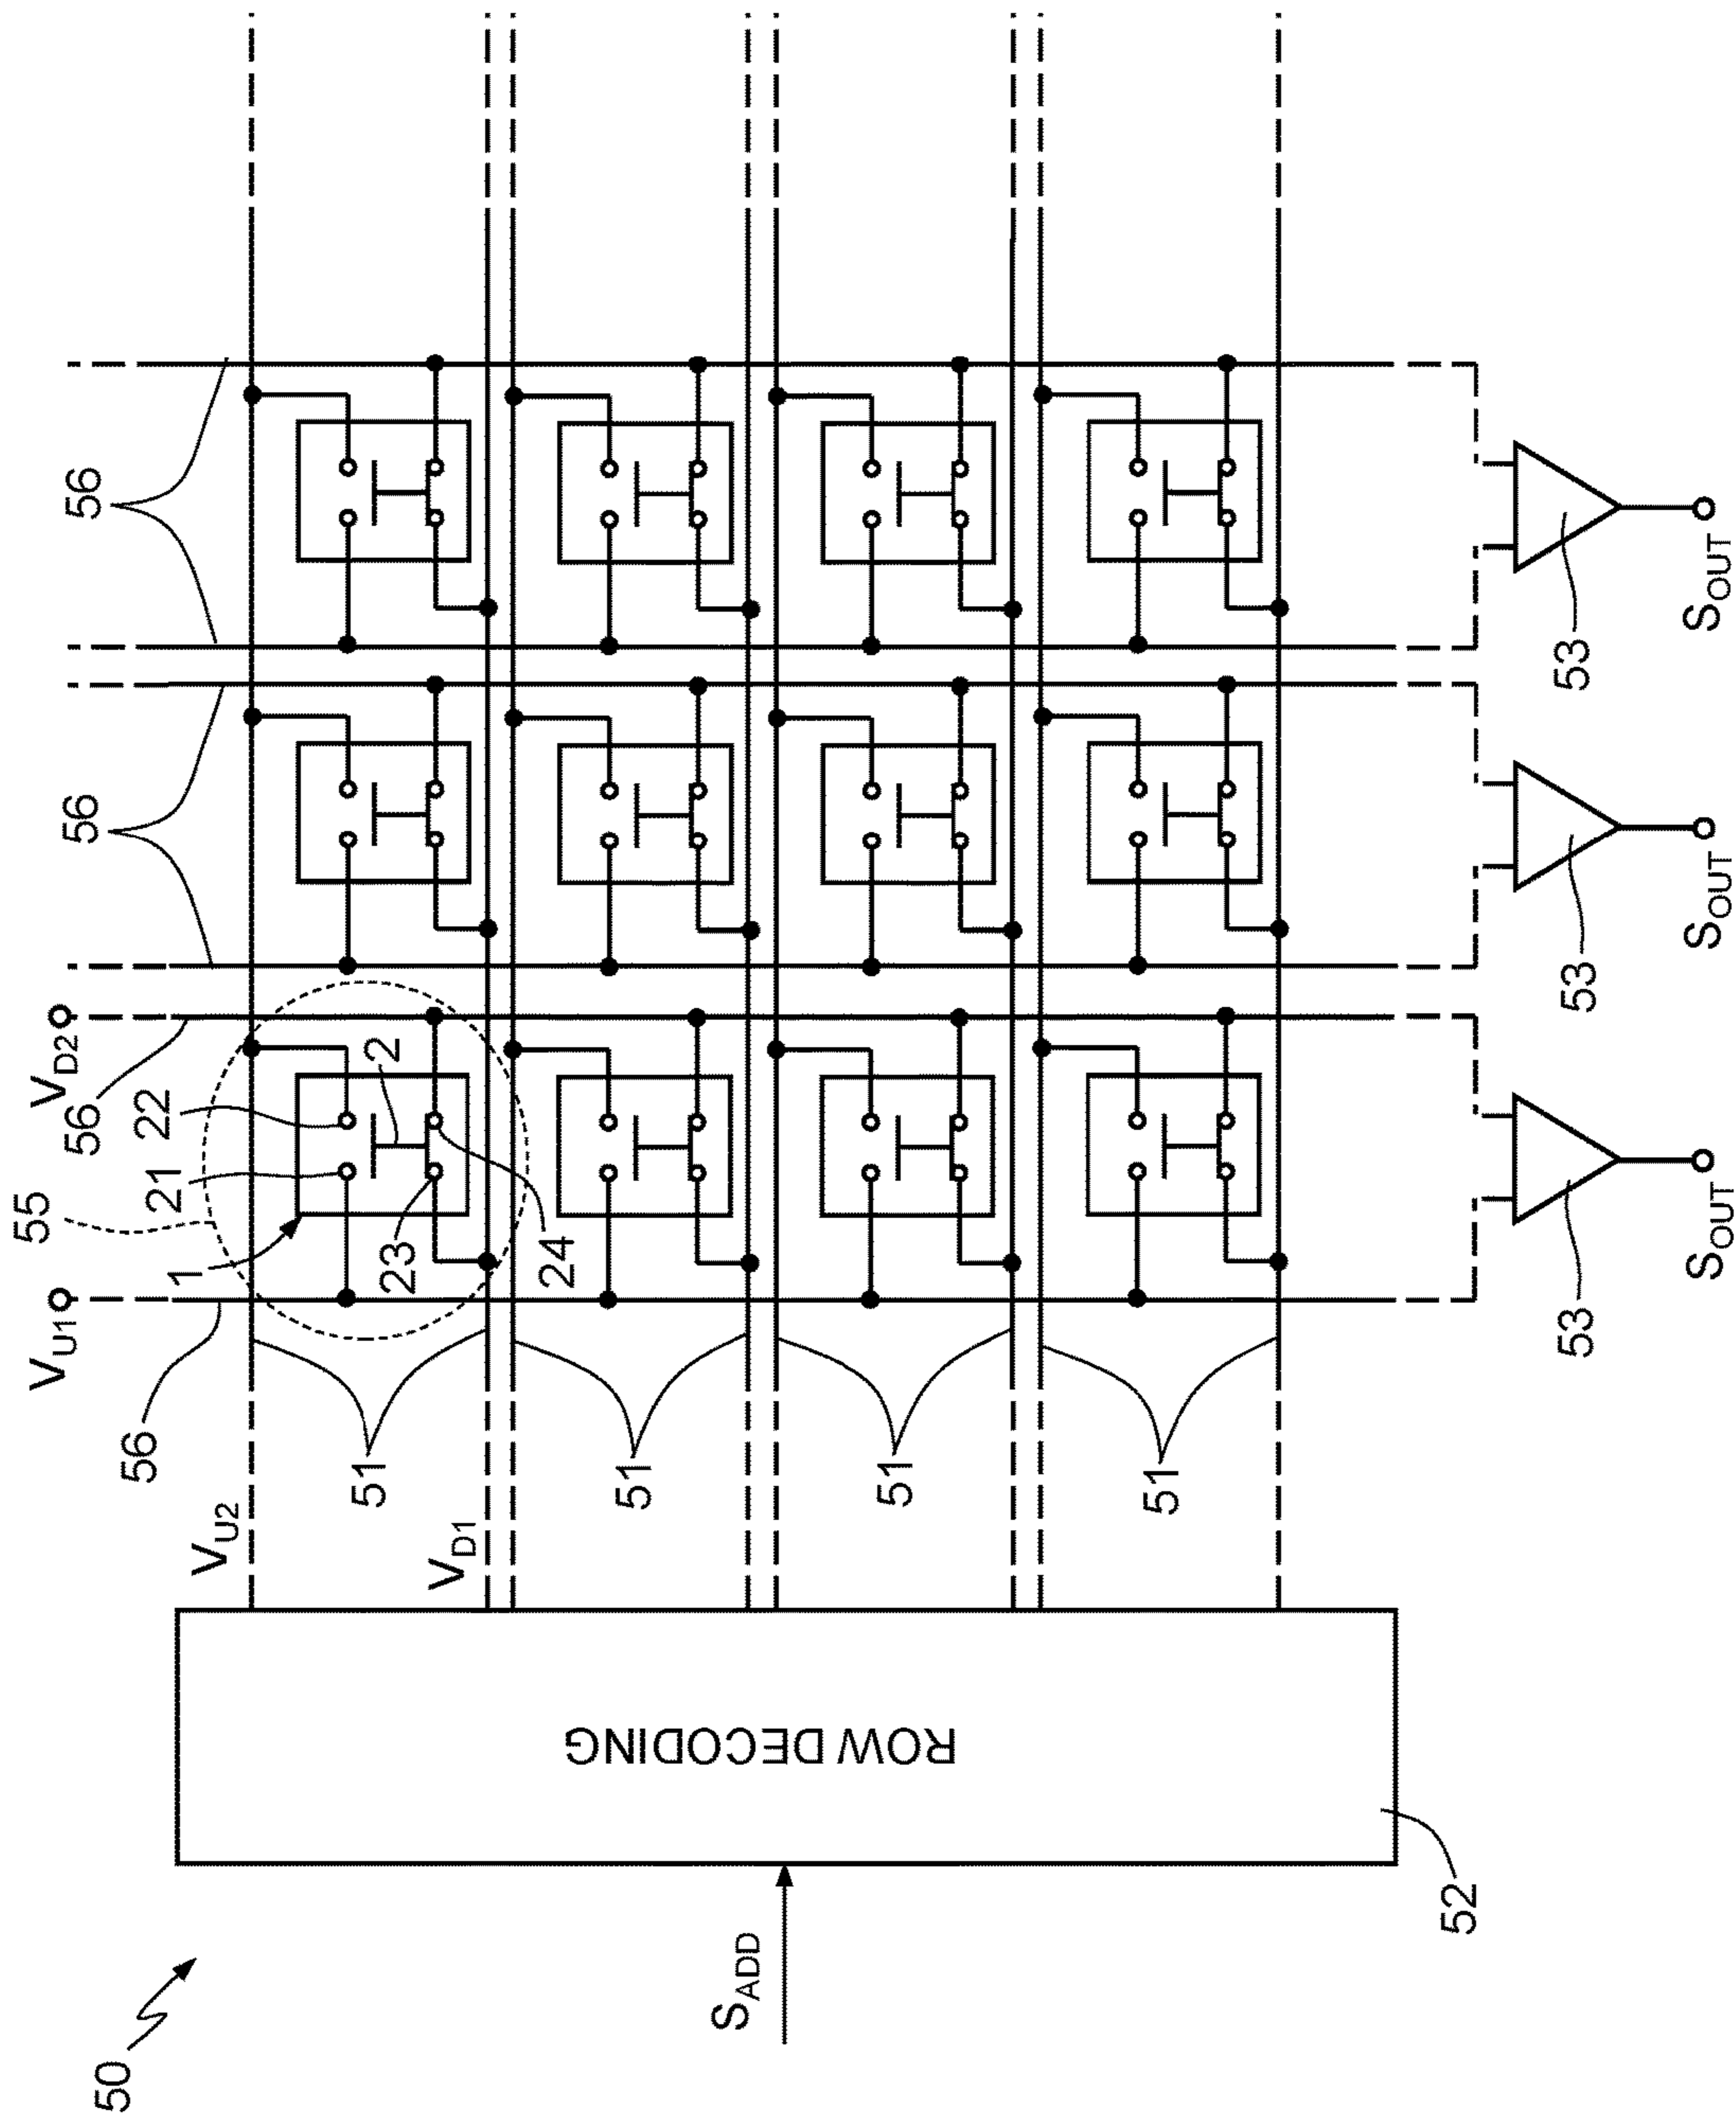 50
S_ADD
52
ROW DECODING
V_U2
V_D1
51
51
51
51
V_U1
56
55
1
21
22
23
24
2
V_D2
56
56
56
53
53
53
S_OUT
S_OUT
S_OUT